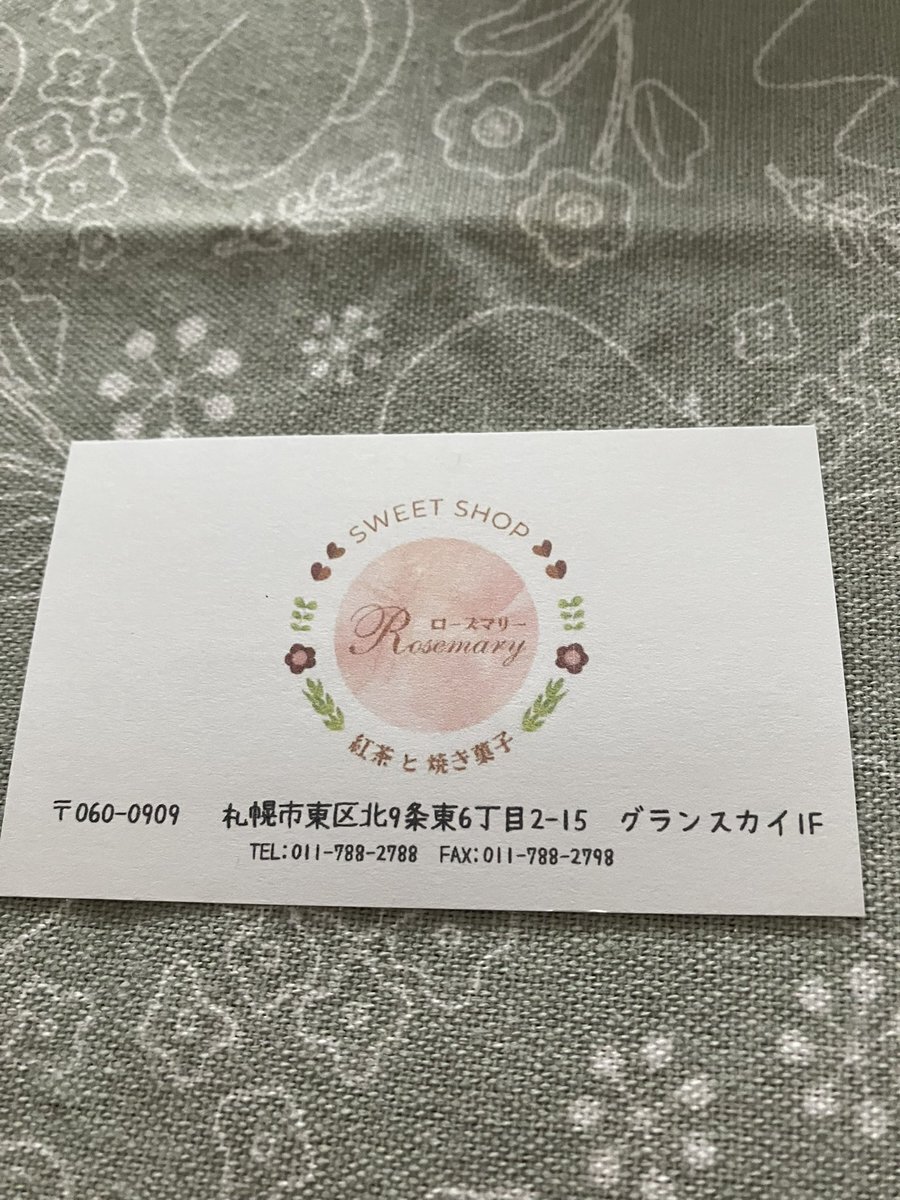 SWEET SHOP
ローズマリー
Rosemary
紅茶と焼き菓子
〒060-0909 札幌市東区北9条東6丁目2-15 グランスカイ1F
TEL:011-788-2788 FAX:011-788-2798